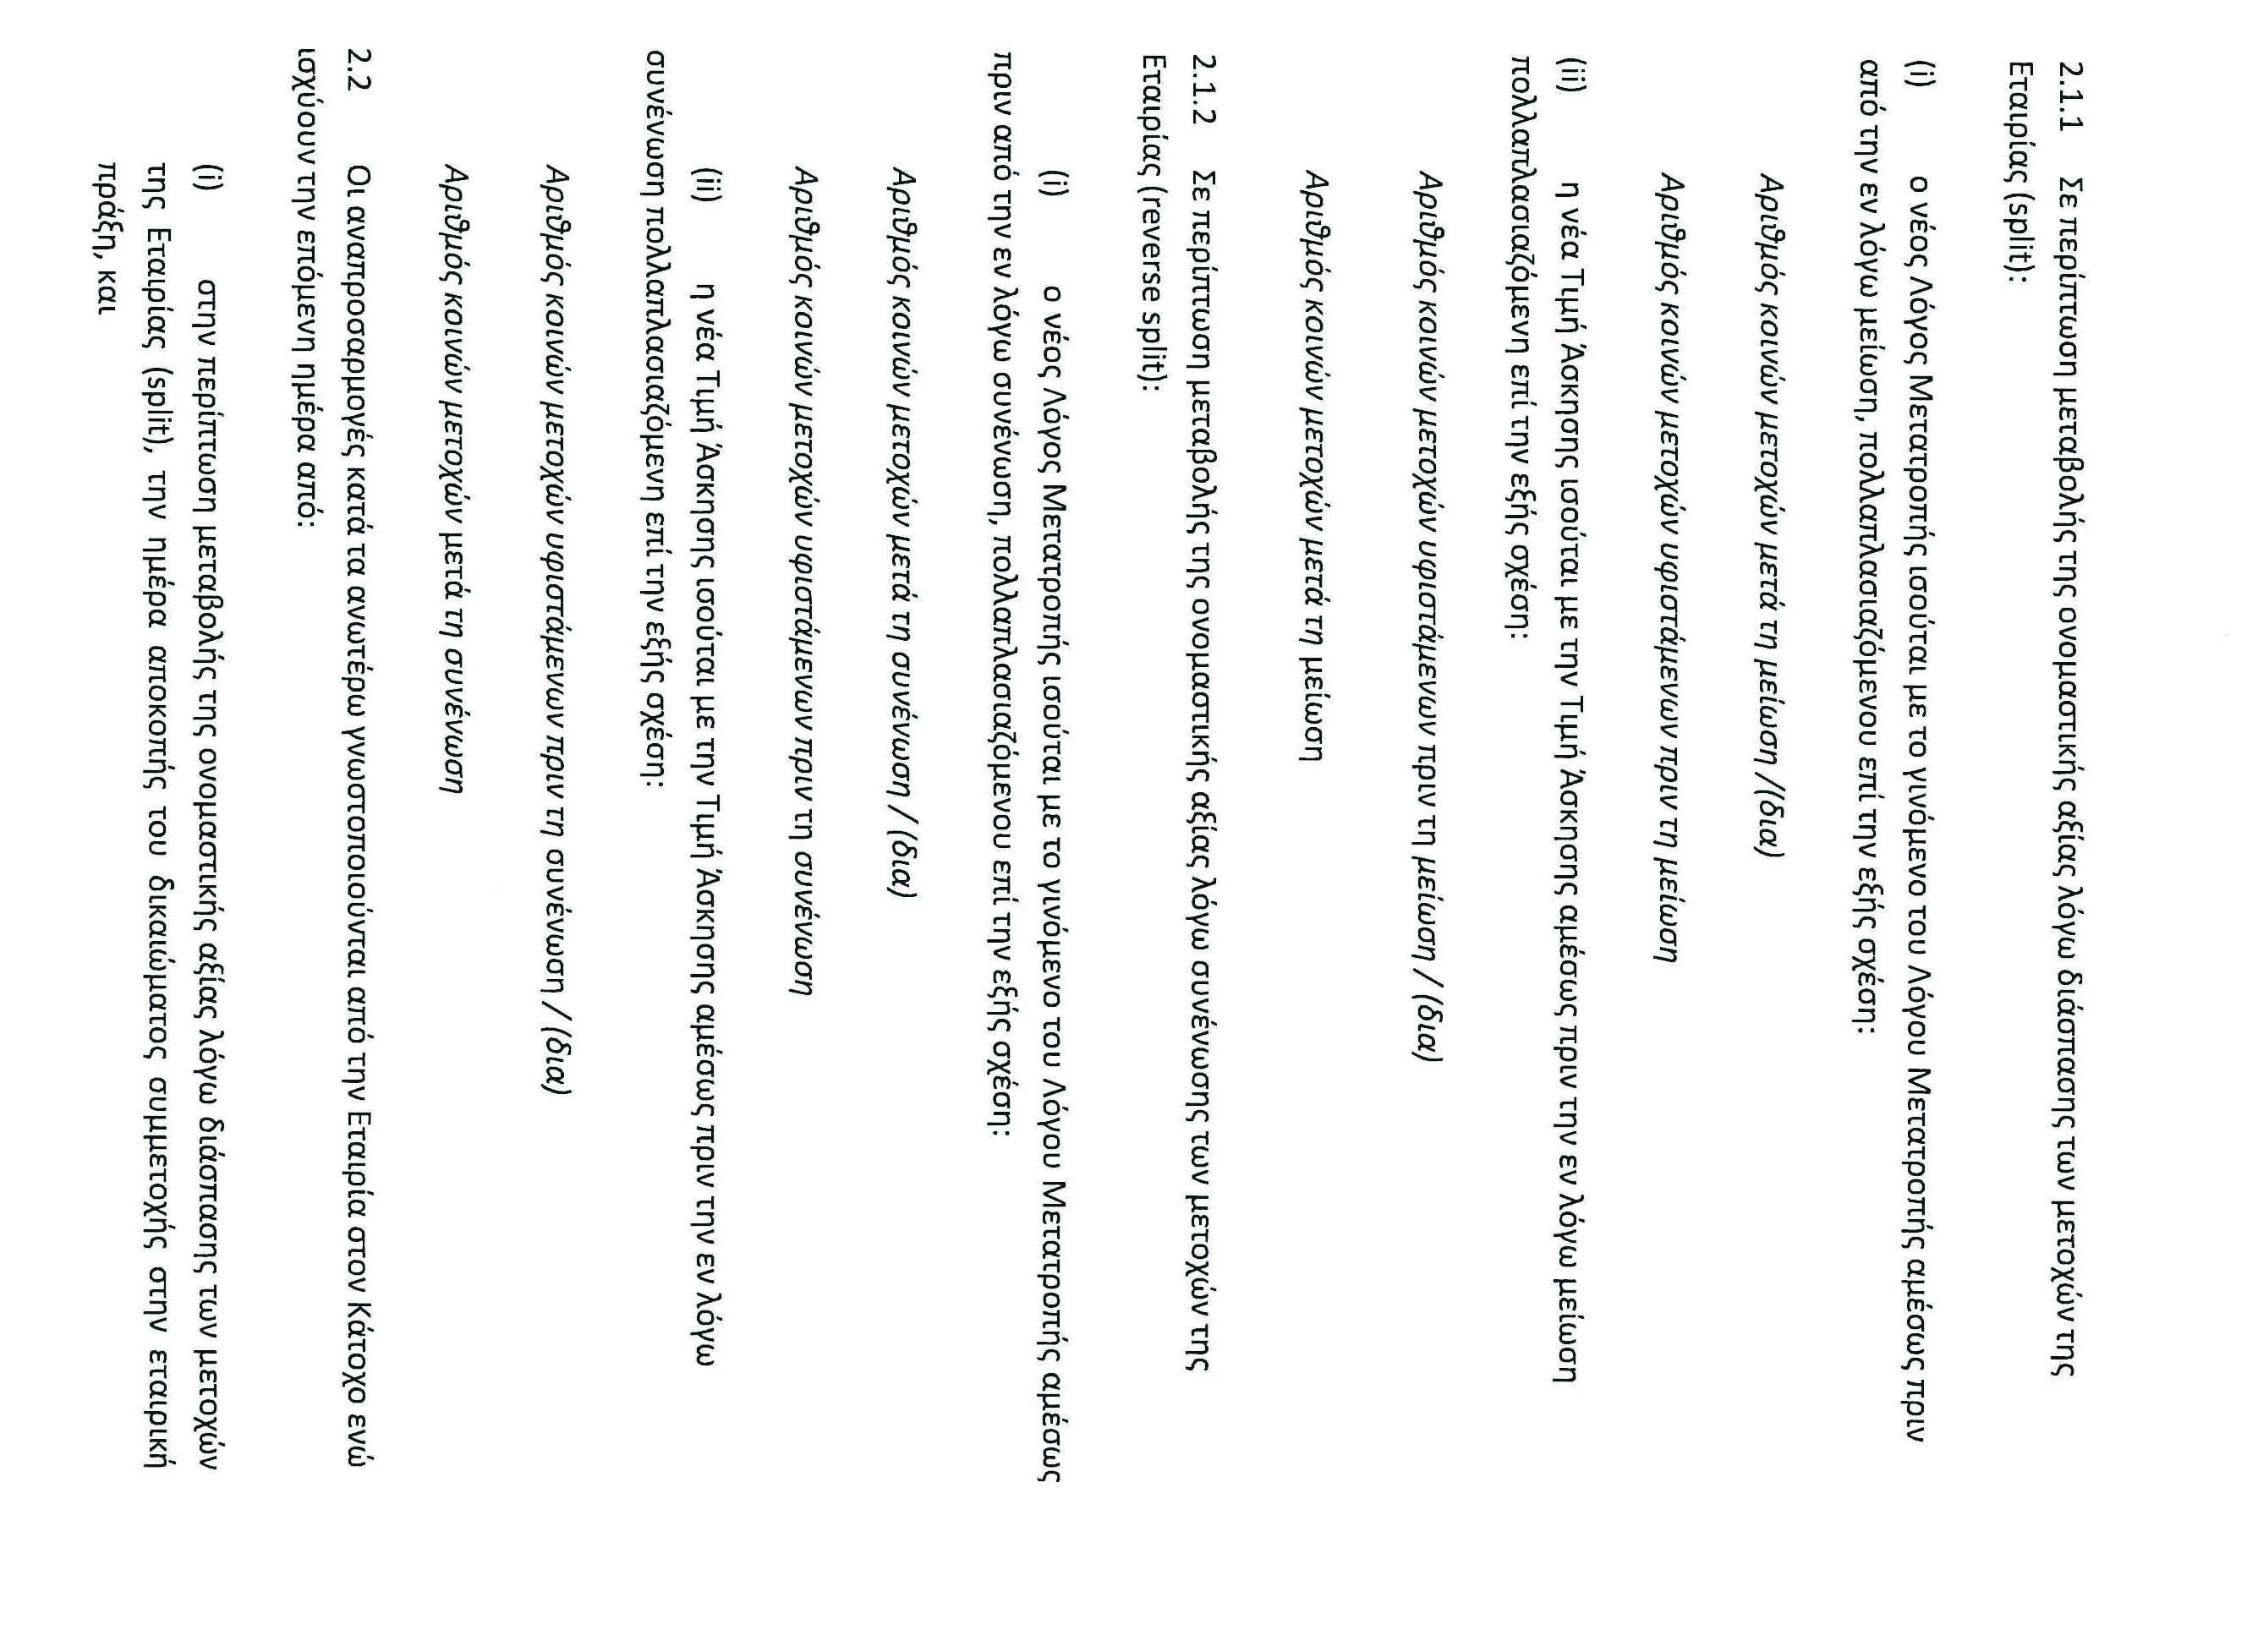 2.1.1 Σε περίπτωση μεταβολής της ονομαστικής αξίας λόγω διάσπασης των μετοχών της
Εταιρίας (split):
(i) ο νέος Λόγος Μετατροπής ισούται με το γινόμενο του Λόγου Μετατροπής αμέσως πριν
από την εν λόγω μείωση, πολλαπλασιαζόμενου επί την εξής σχέση:
Αριθμός κοινών μετοχών μετά τη μείωση /(δια)
Αριθμός κοινών μετοχών υφιστάμενων πριν τη μείωση
(ii) η νέα Τιμή Άσκησης ισούται με την Τιμή Άσκησης αμέσως πριν την εν λόγω μείωση
πολλαπλασιαζόμενη επί την εξής σχέση:
Αριθμός κοινών μετοχών υφιστάμενων πριν τη μείωση / (δια)
Αριθμός κοινών μετοχών μετά τη μείωση
2.1.2 Σε περίπτωση μεταβολής της ονομαστικής αξίας λόγω συνένωσης των μετοχών της
Εταιρίας (reverse split):
(i) ο νέος Λόγος Μετατροπής ισούται με το γινόμενο του Λόγου Μετατροπής αμέσως
πριν από την εν λόγω συνένωση, πολλαπλασιαζόμενου επί την εξής σχέση:
Αριθμός κοινών μετοχών μετά τη συνένωση / (δια)
Αριθμός κοινών μετοχών υφιστάμενων πριν τη συνένωση
(ii) η νέα Τιμή Άσκησης ισούται με την Τιμή Άσκησης αμέσως πριν την εν λόγω
συνένωση πολλαπλασιαζόμενη επί την εξής σχέση:
Αριθμός κοινών μετοχών υφιστάμενων πριν τη συνένωση / (δια)
Αριθμός κοινών μετοχών μετά τη συνένωση
2.2 Οι αναπροσαρμογές κατά τα ανωτέρω γνωστοποιούνται από την Εταιρία στον Κάτοχο ενώ
ισχύουν την επόμενη ημέρα από:
(i) στην περίπτωση μεταβολής της ονομαστικής αξίας λόγω διάσπασης των μετοχών
της Εταιρίας (split), την ημέρα αποκοπής του δικαιώματος συμμετοχής στην εταιρική
πράξη, και